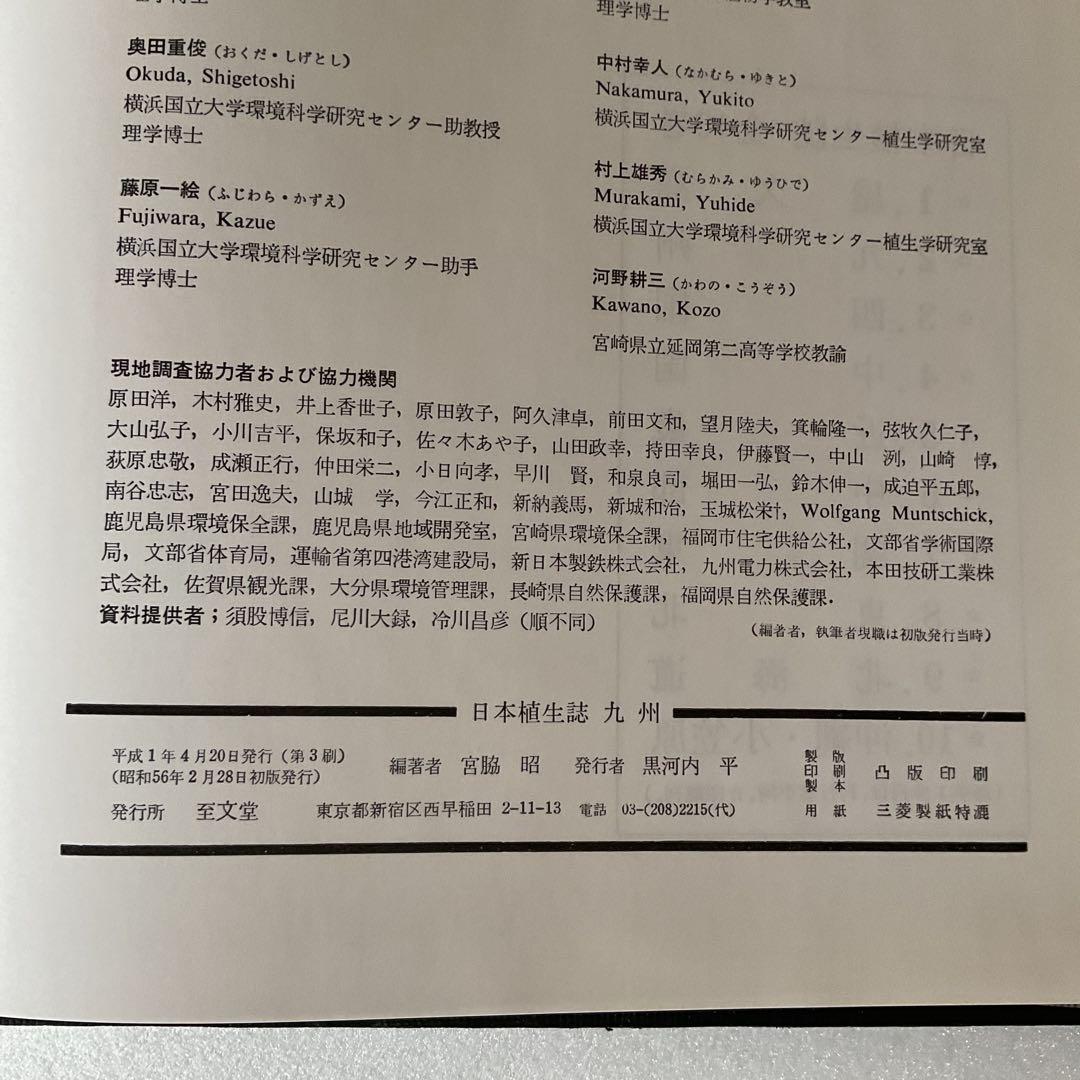 理学博士
奥田重俊（おくだ・しげとし）
Okuda, Shigetoshi
横浜国立大学環境科学研究センター助教授
理学博士
藤原一絵（ふじわら・かずえ）
Fujiwara, Kazue
横浜国立大学環境科学研究センター助手
理学博士
理学博士
中村幸人（なかむら・ゆきと）
Nakamura, Yukito
横浜国立大学環境科学研究センター植生学研究室
村上雄秀（むらかみ・ゆうひで）
Murakami, Yuhide
横浜国立大学環境科学研究センター植生学研究室
河野耕三（かわの・こうぞう）
Kawano, Kozo
宮崎県立延岡第二高等学校教諭
現地調査協力者および協力機関
原田洋，木村雅史，井上香世子，原田敦子，阿久津卓，前田文和，望月陸夫，箕輪隆一，弦牧久仁子，
大山弘子，小川吉平，保坂和子，佐々木あや子，山田政幸，持田幸良，伊藤賢一，中山　洌，山崎　惇，
荻原忠敬，成瀬正行，仲田栄二，小日向孝，早川　賢，和泉良司，堀田一弘，鈴木伸一，成迫平五郎，
南谷忠志，宮田逸夫，山城　学，今江正和，新納義馬，新城和治，玉城松栄†，Wolfgang Muntschick,
鹿児島県環境保全課，鹿児島県地域開発室，宮崎県環境保全課，福岡市住宅供給公社，文部省学術国際
局，文部省体育局，運輸省第四港湾建設局，新日本製鉄株式会社，九州電力株式会社，本田技研工業株
式会社，佐賀県観光課，大分県環境管理課，長崎県自然保護課，福岡県自然保護課．
資料提供者；須股博信，尼川大録，冷川昌彦（順不同）
（編著者，執筆者現職は初版発行当時）
日本植生誌 九州
平成1年4月20日発行（第3刷）
（昭和56年2月28日初版発行）
編著者 宮脇 昭 発行者 黒河内 平
製版
印刷
製本
凸版印刷
発行所 至文堂 東京都新宿区西早稲田 2-11-13 電話 03-(208)2215(代)
用紙 三菱製紙特漉